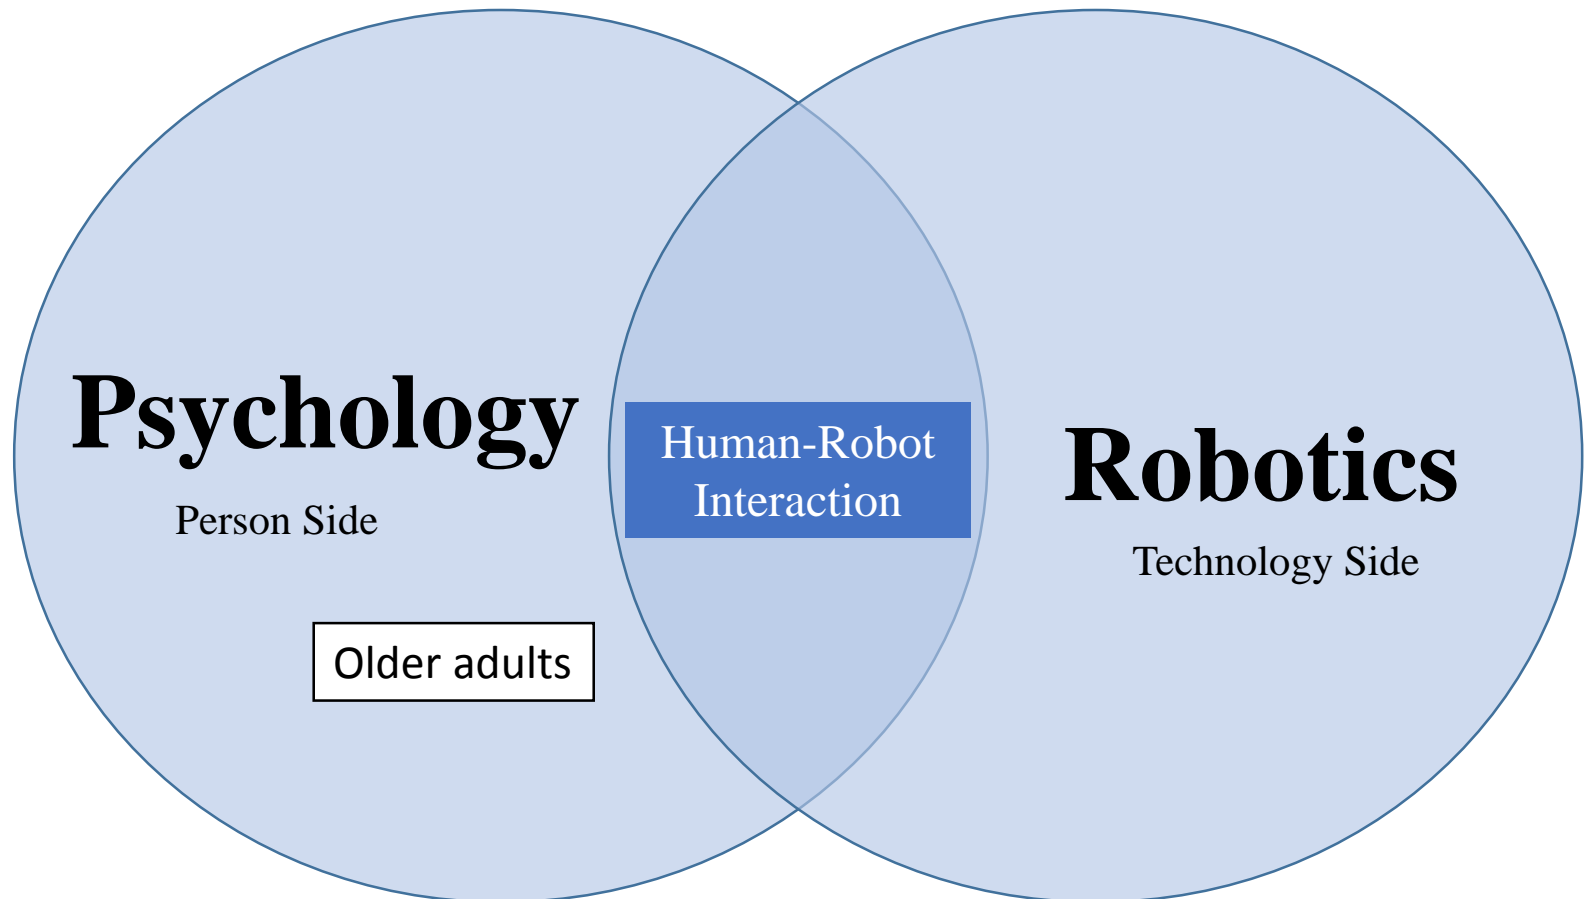 Psychology
Person Side
Older adults
Human-Robot
Interaction
Robotics
Technology Side